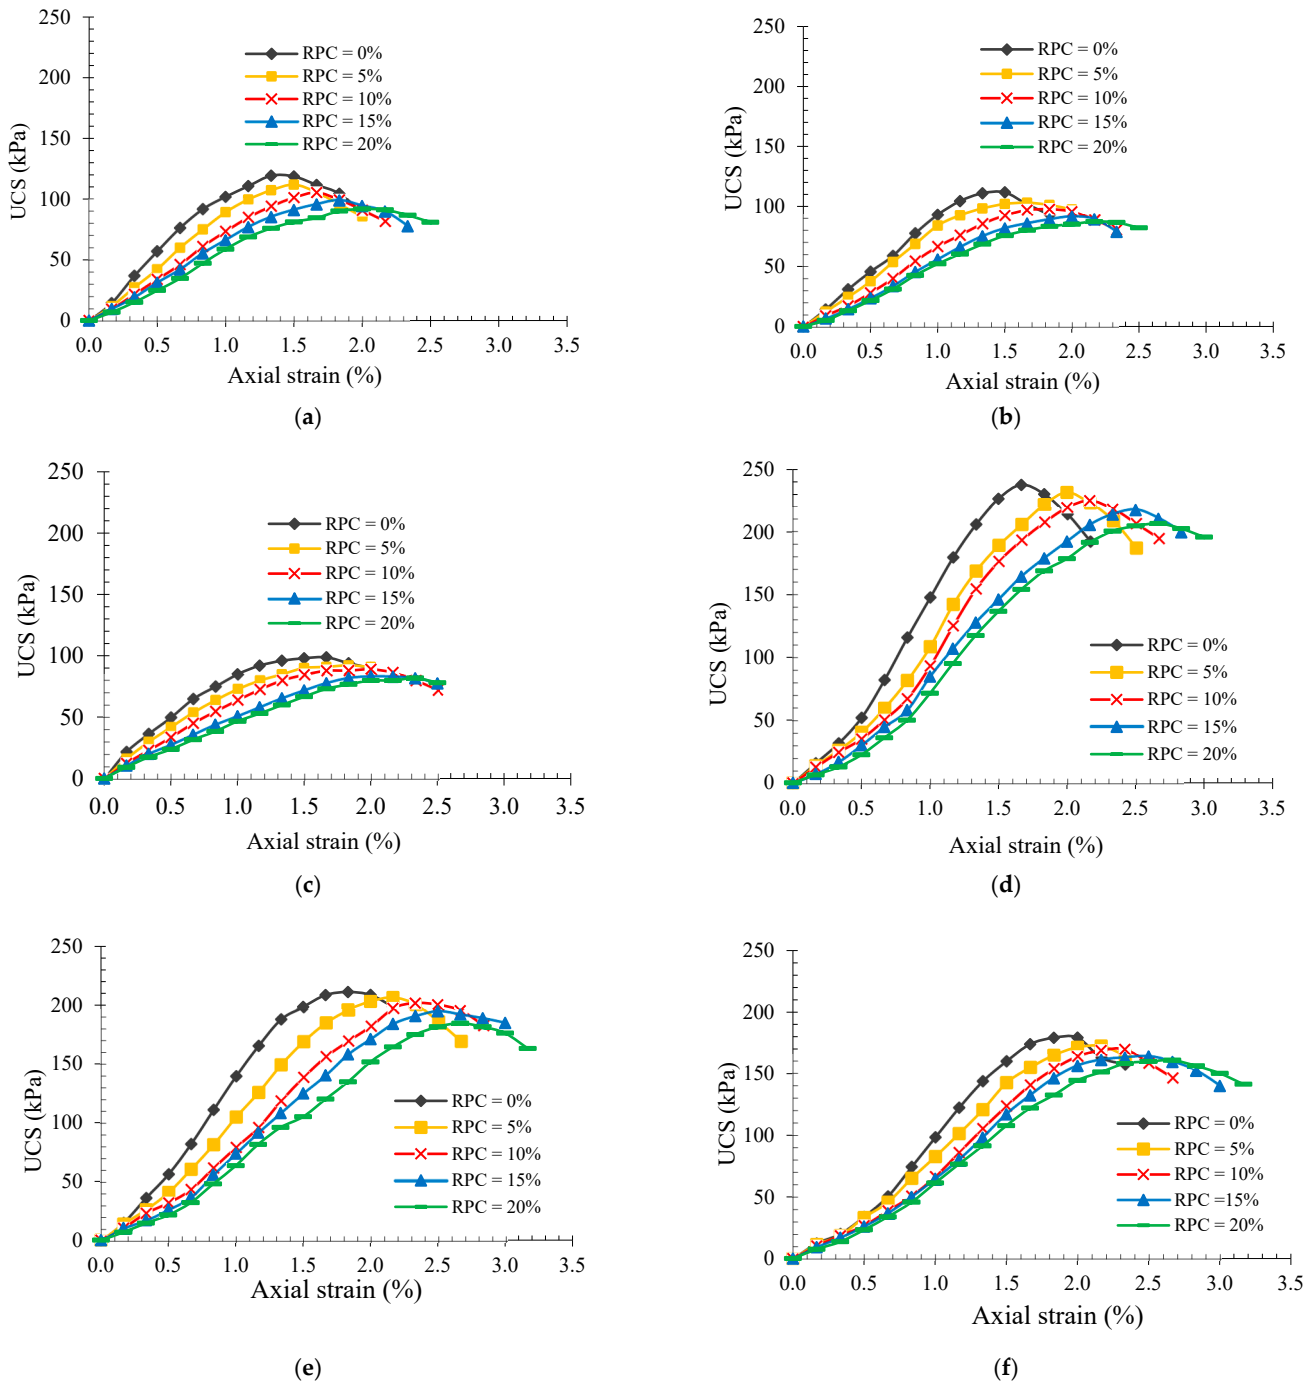 250
200
150
100
50
0
UCS (kPa)
RPC = 0%
RPC = 5%
RPC = 10%
RPC = 15%
RPC = 20%
0.0 0.5 1.0 1.5 2.0 2.5 3.0 3.5
Axial strain (%)
(a)
250
200
150
100
50
0
UCS (kPa)
RPC = 0%
RPC = 5%
RPC = 10%
RPC = 15%
RPC = 20%
0.0 0.5 1.0 1.5 2.0 2.5 3.0 3.5
Axial strain (%)
(b)
250
200
150
100
50
0
UCS (kPa)
RPC = 0%
RPC = 5%
RPC = 10%
RPC = 15%
RPC = 20%
0.0 0.5 1.0 1.5 2.0 2.5 3.0 3.5
Axial strain (%)
(c)
250
200
150
100
50
0
UCS (kPa)
RPC = 0%
RPC = 5%
RPC = 10%
RPC = 15%
RPC = 20%
0.0 0.5 1.0 1.5 2.0 2.5 3.0 3.5
Axial strain (%)
(d)
250
200
150
100
50
0
UCS (kPa)
RPC = 0%
RPC = 5%
RPC = 10%
RPC = 15%
RPC = 20%
0.0 0.5 1.0 1.5 2.0 2.5 3.0 3.5
Axial strain (%)
(e)
250
200
150
100
50
0
UCS (kPa)
RPC = 0%
RPC = 5%
RPC = 10%
RPC =15%
RPC = 20%
0.0 0.5 1.0 1.5 2.0 2.5 3.0 3.5
Axial strain (%)
(f)